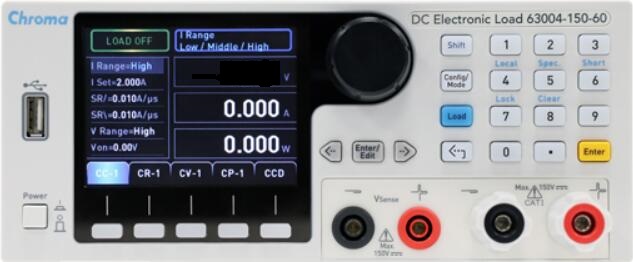 Chroma
DC Electronic Load 63004-150-60
LOAD OFF
I Range
Low / Middle / High
I Range=High
I Set=2.000A
SR/=0.010A/μs
SR\=0.010A/μs
V Range=High
Von=0.00V
V
0.000 A
0.000 W
CC-1 CR-1 CV-1 CP-1 CCD
Power
Enter/
Edit
Shift 1 2 3
Local Spec. Short
Config/
Mode 4 5 6
Lock Clear
Load 7 8 9
0 . Enter
VSense
Max.
150V
Max. 150V
CAT I